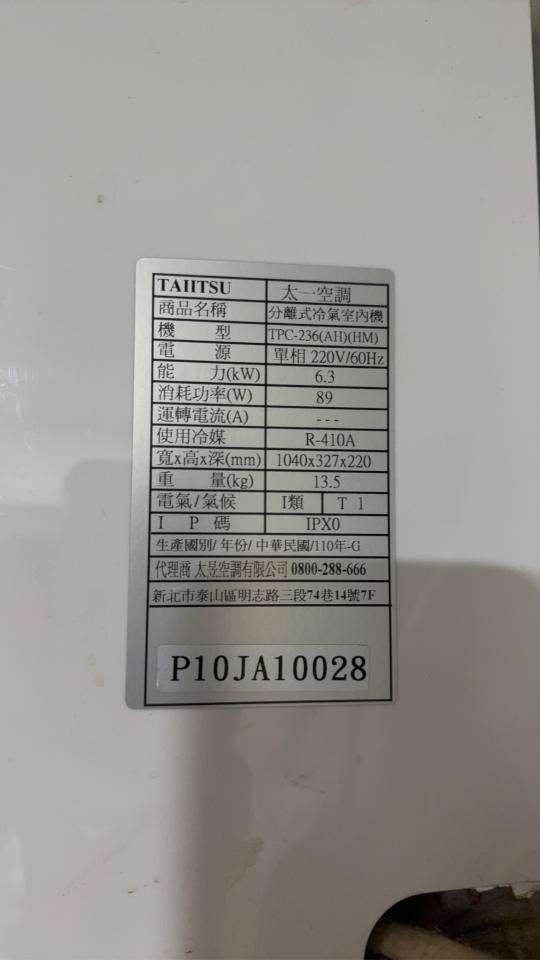 TAIITSU 太一空調
商品名稱 分離式冷氣室內機
機 型 TPC-236(AH)(HM)
電 源 單相 220V/60Hz
能 力(kW) 6.3
消耗功率(W) 89
運轉電流(A) ---
使用冷媒 R-410A
寬x高x深(mm) 1040x327x220
重 量(kg) 13.5
電氣/氣候 I類 T 1
I P 碼 IPX0
生產國別/ 年份/ 中華民國/110年-G
代理商 太昱空調有限公司 0800-288-666
新北市泰山區明志路三段74巷14號7F
P10JA10028